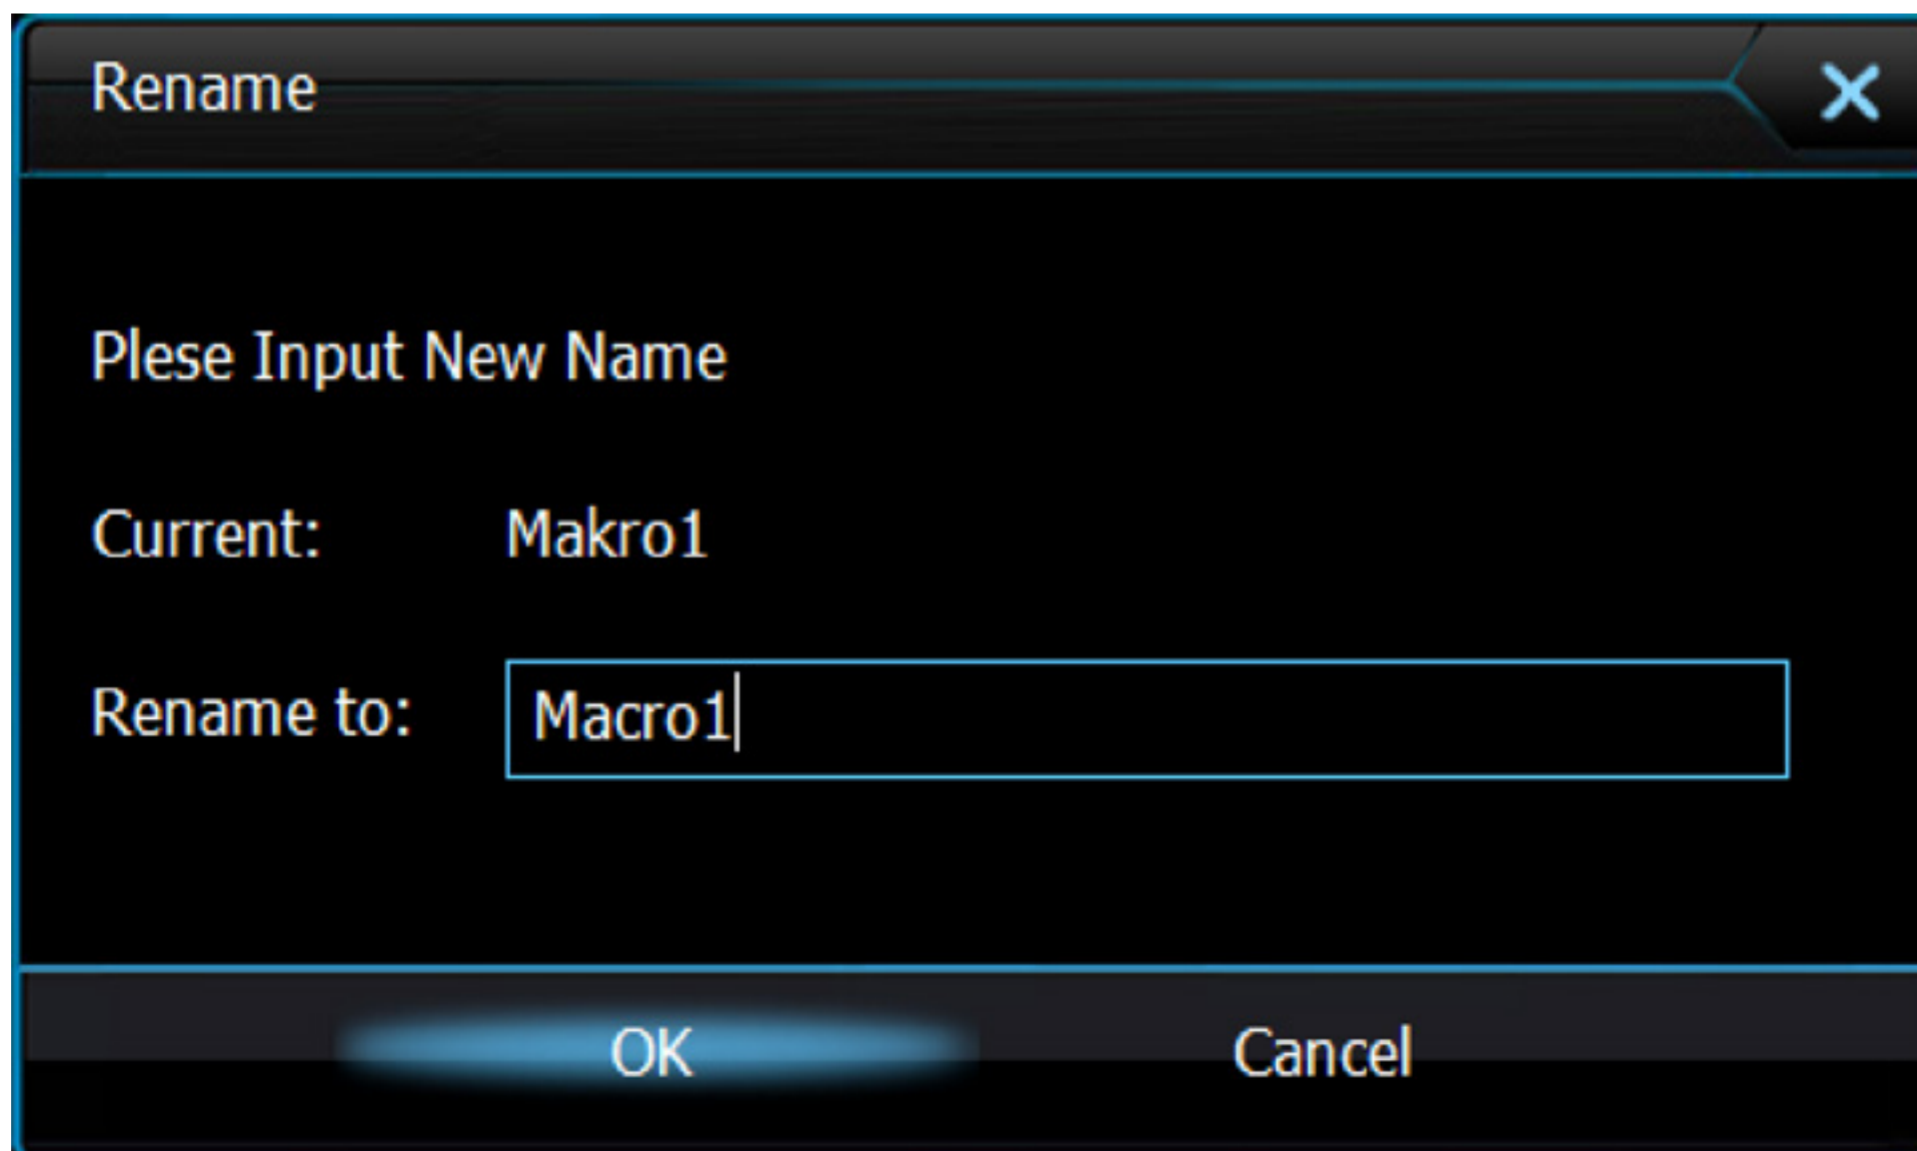 Rename
Plese Input New Name
Current: Makro1
Rename to: Macro1
OK Cancel